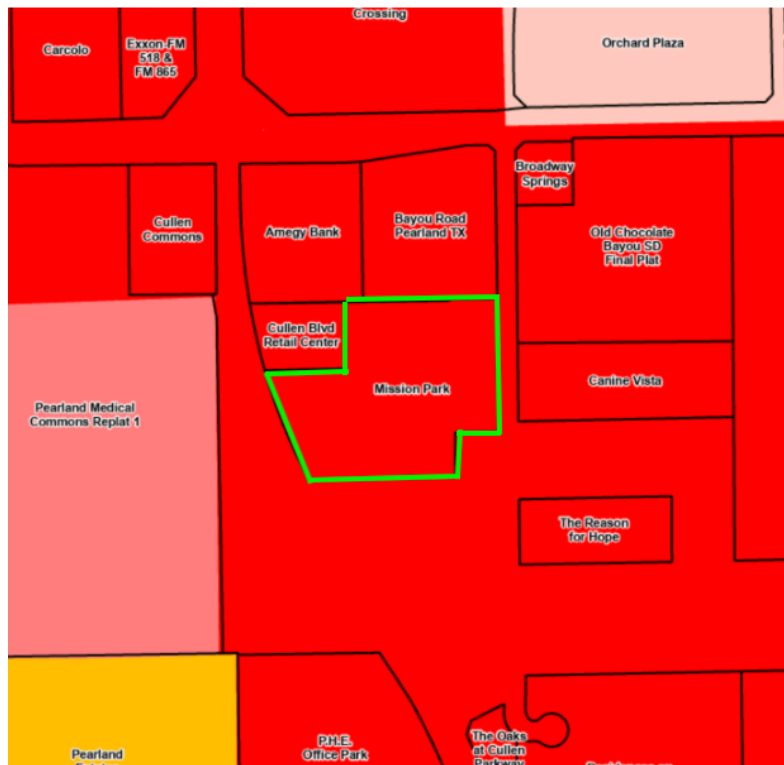 Crossing
Carcolo
Exxon-FM
518 &
FM 865
Orchard Plaza
Broadway
Springs
Cullen
Commons
Amegy Bank
Bayou Road
Pearland TX
Old Chocolate
Bayou SD
Final Plat
Cullen Blvd
Retail Center
Mission Park
Canine Vista
Pearland Medical
Commons Replat 1
The Reason
for Hope
P.H.E.
Office Park
The Oaks
at Cullen
Parkway
Pearland